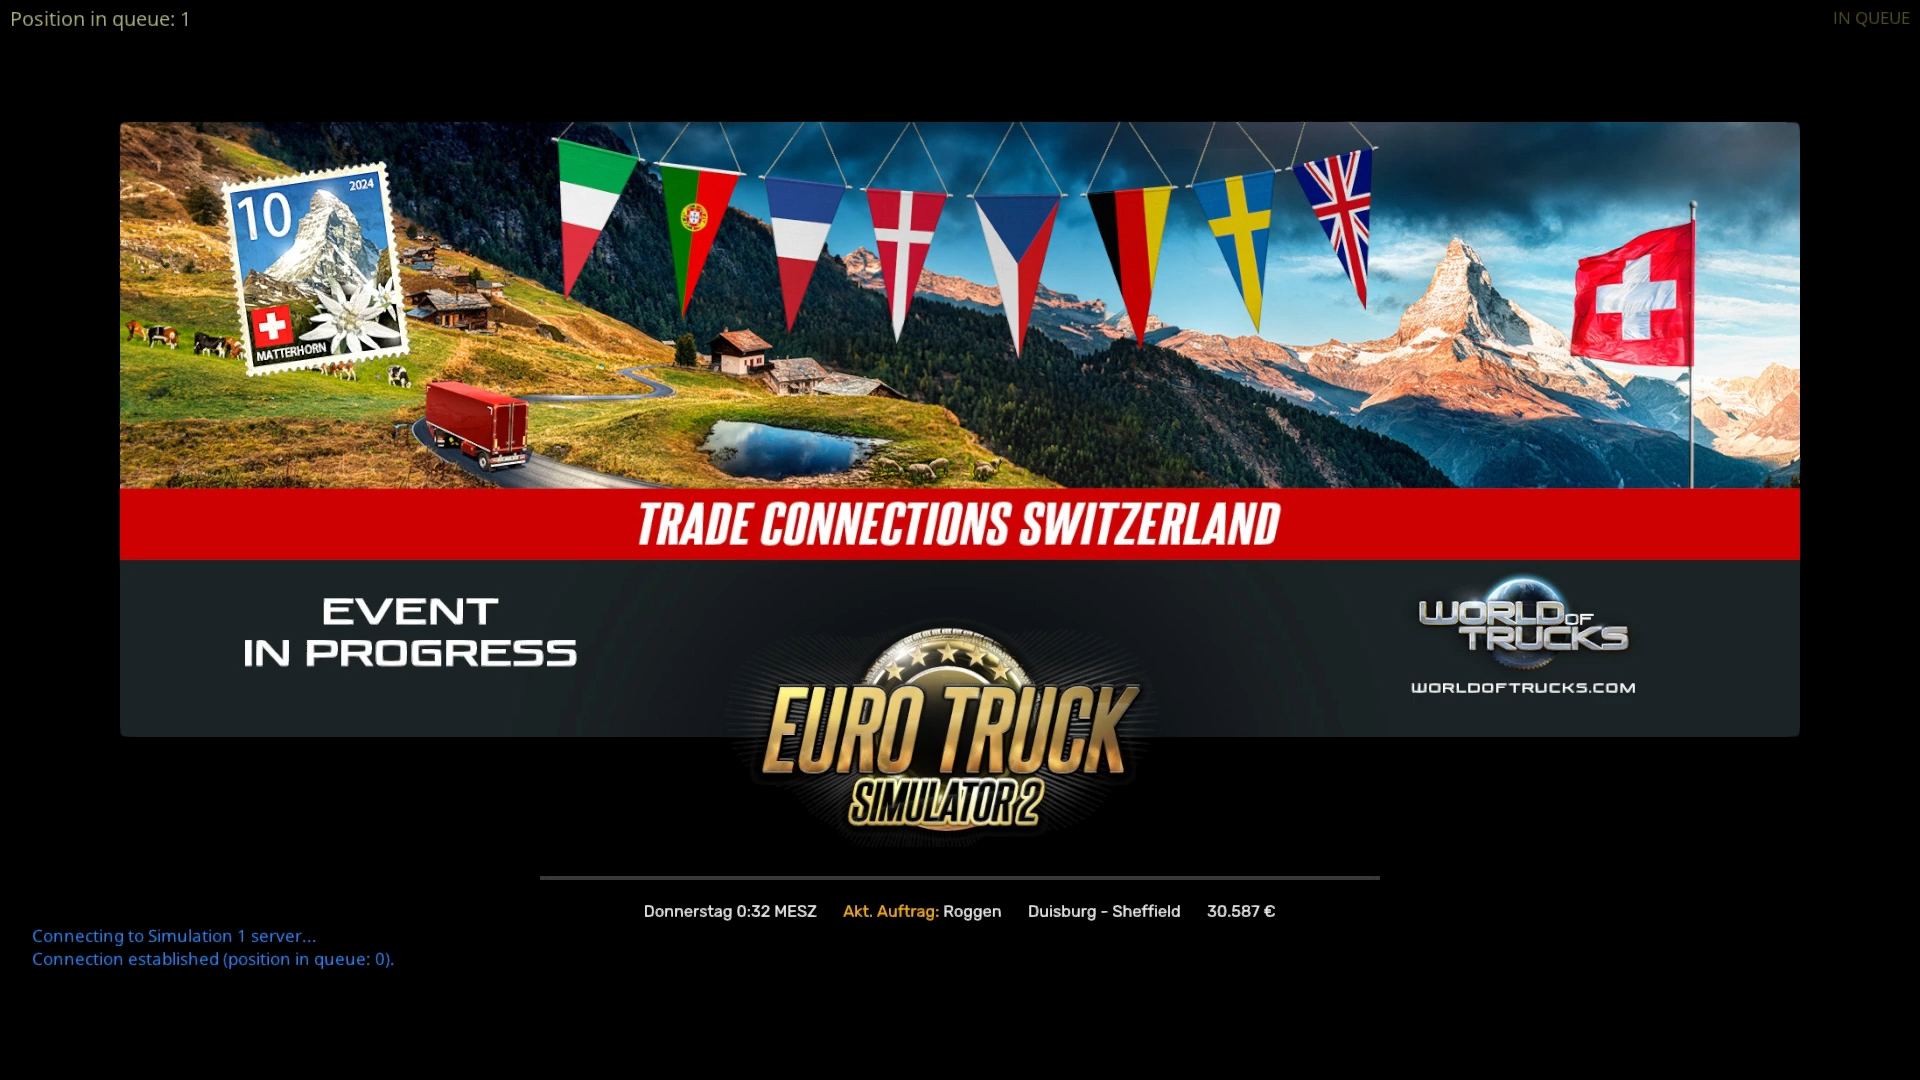 Position in queue: 1
IN QUEUE
10
2024
MATTERHORN
TRADE CONNECTIONS SWITZERLAND
EVENT
IN PROGRESS
WORLD OF
TRUCKS
WORLDOFTRUCKS.COM
EURO TRUCK
SIMULATOR 2
Donnerstag 0:32 MESZ Akt. Auftrag: Roggen Duisburg - Sheffield 30.587 €
Connecting to Simulation 1 server...
Connection established (position in queue: 0).